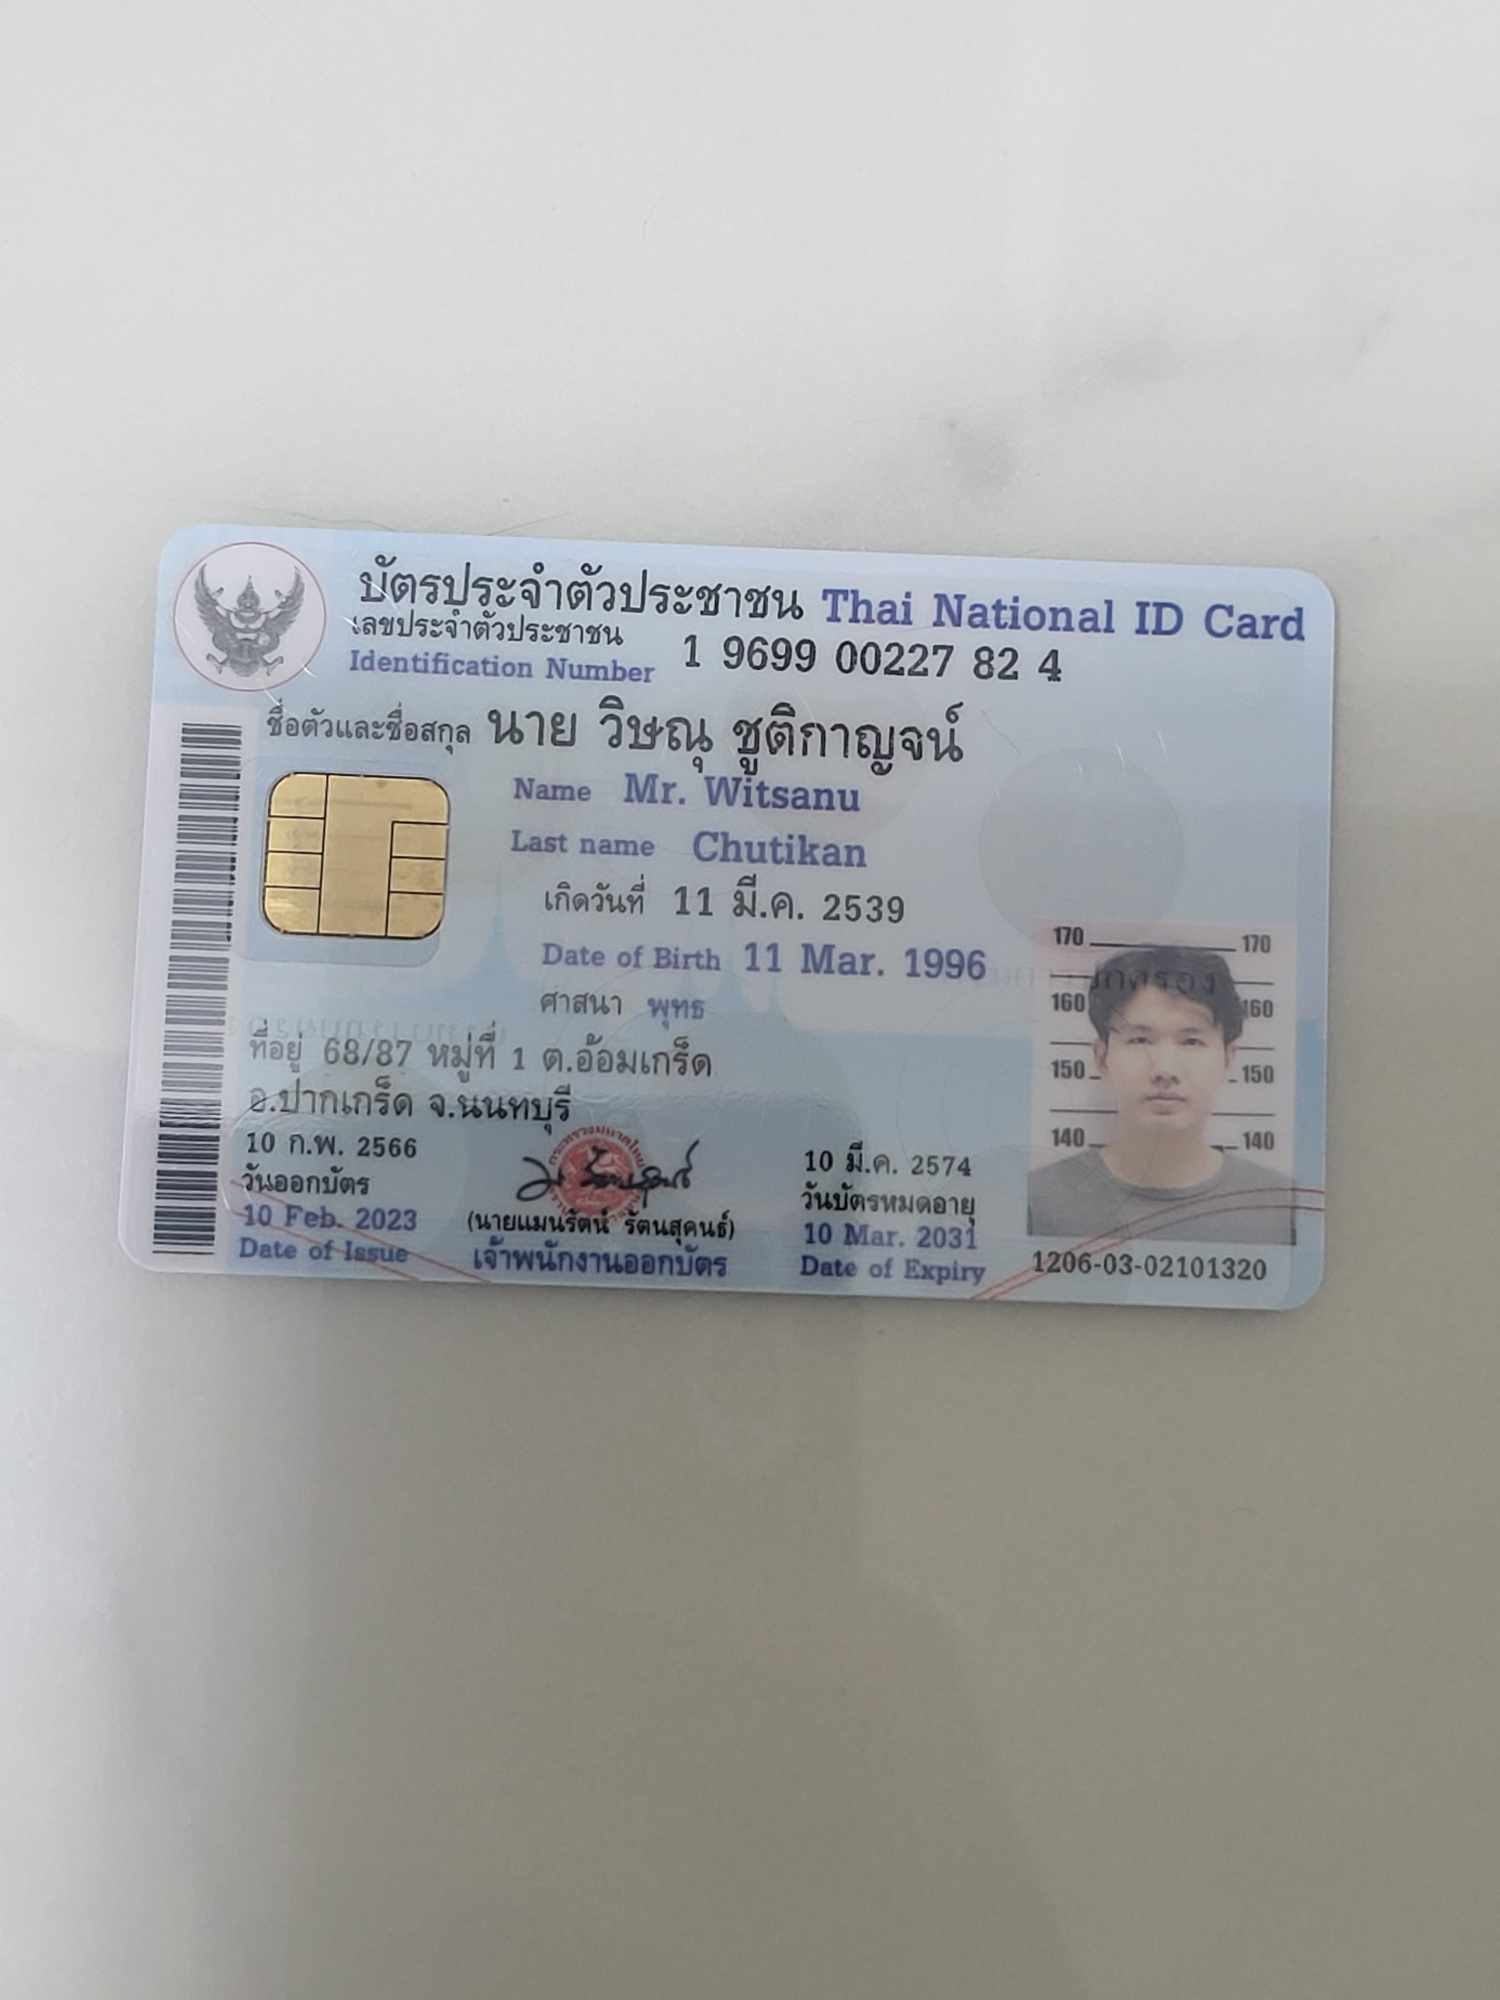 บัตรประจำตัวประชาชน Thai National ID Card
เลขประจำตัวประชาชน
Identification Number 1 9699 00227 82 4
ชื่อตัวและชื่อสกุล นาย วิษณุ ชูติกาญจน์
Name Mr. Witsanu
Last name Chutikan
เกิดวันที่ 11 มี.ค. 2539
Date of Birth 11 Mar. 1996
ศาสนา พุทธ
ที่อยู่ 68/87 หมู่ที่ 1 ต.อ้อมเกร็ด
อ.ปากเกร็ด จ.นนทบุรี
10 ก.พ. 2566
วันออกบัตร
10 Feb. 2023
Date of Issue
(นายแมนรัตน์ รัตนสุคนธ์)
เจ้าพนักงานออกบัตร
10 มี.ค. 2574
วันบัตรหมดอายุ
10 Mar. 2031
Date of Expiry
170 170
160 160
150 150
140 140
1206-03-02101320